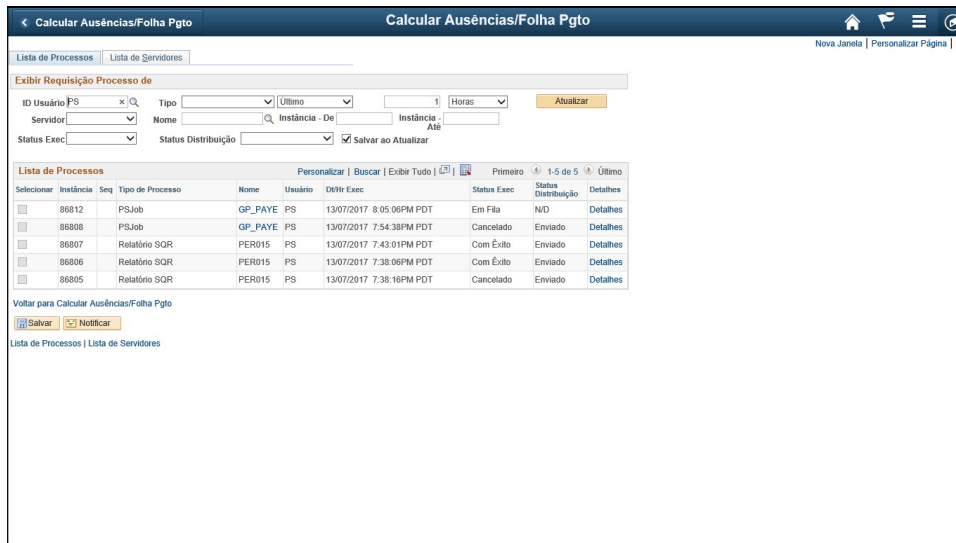 Calcular Ausências/Folha Pgto Calcular Ausências/Folha Pgto
Nova Janela | Personalizar Página |
Lista de Processos Lista de Servidores
Exibir Requisição Processo de
ID Usuário PS x Tipo Último 1 Horas Atualizar
Servidor Nome Instância - De Instância - Até
Status Exec Status Distribuição Salvar ao Atualizar
Lista de Processos Personalizar | Buscar | Exibir Tudo | Primeiro 1-5 de 5 Último
Selecionar Instância Seq Tipo de Processo Nome Usuário Dt/Hr Exec Status Exec Status Distribuição Detalhes
86812 PSJob GP_PAYE PS 13/07/2017 8:05:06PM PDT Em Fila N/D Detalhes
86808 PSJob GP_PAYE PS 13/07/2017 7:54:38PM PDT Cancelado Enviado Detalhes
86807 Relatório SQR PER015 PS 13/07/2017 7:43:01PM PDT Com Êxito Enviado Detalhes
86806 Relatório SQR PER015 PS 13/07/2017 7:38:06PM PDT Com Êxito Enviado Detalhes
86805 Relatório SQR PER015 PS 13/07/2017 7:38:16PM PDT Cancelado Enviado Detalhes
Voltar para Calcular Ausências/Folha Pgto
Salvar Notificar
Lista de Processos | Lista de Servidores